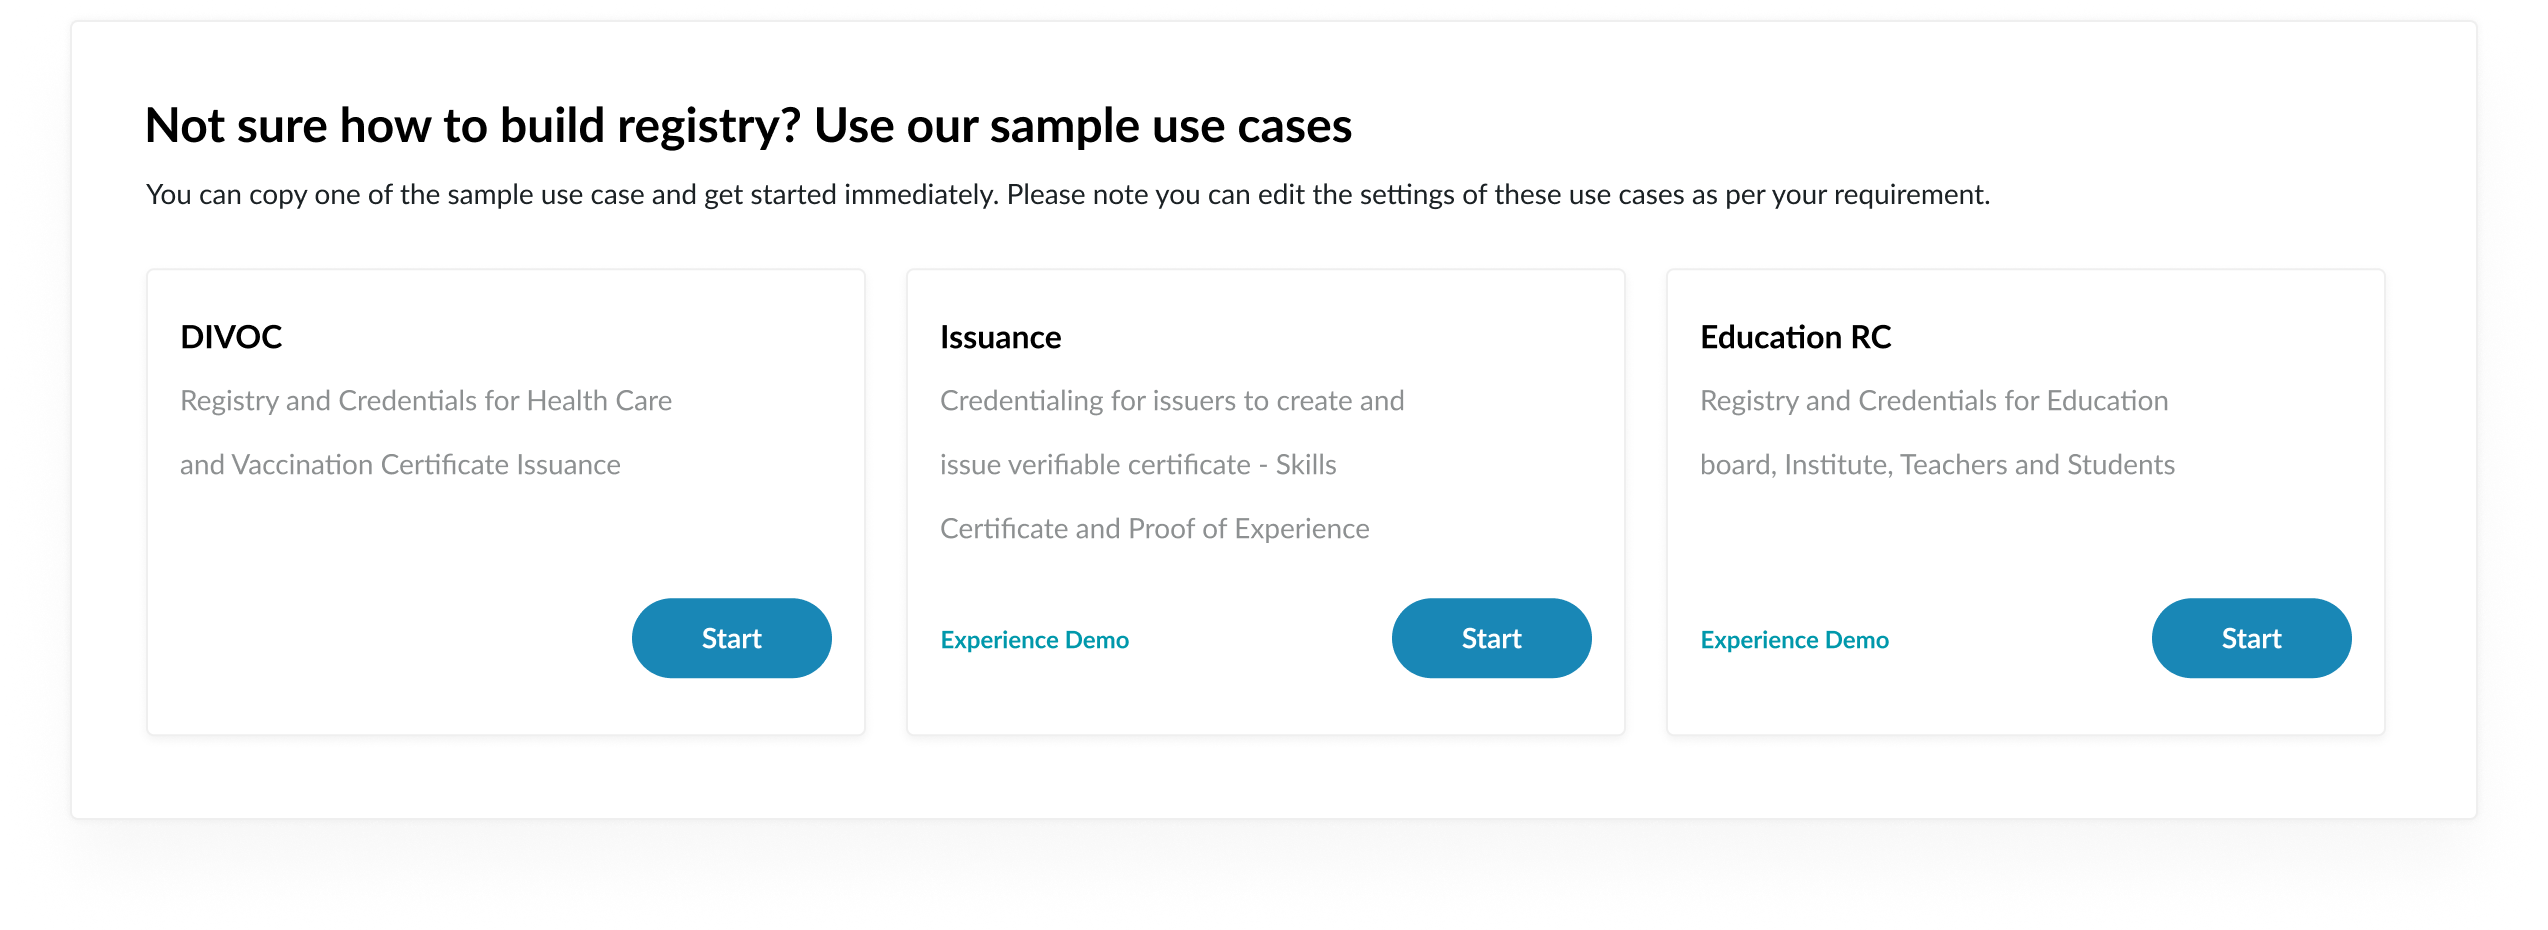 Not sure how to build registry? Use our sample use cases
You can copy one of the sample use case and get started immediately. Please note you can edit the settings of these use cases as per your requirement.
DIVOC
Registry and Credentials for Health Care
and Vaccination Certificate Issuance
Start
Issuance
Credentialing for issuers to create and
issue verifiable certificate - Skills
Certificate and Proof of Experience
Experience Demo
Start
Education RC
Registry and Credentials for Education
board, Institute, Teachers and Students
Experience Demo
Start